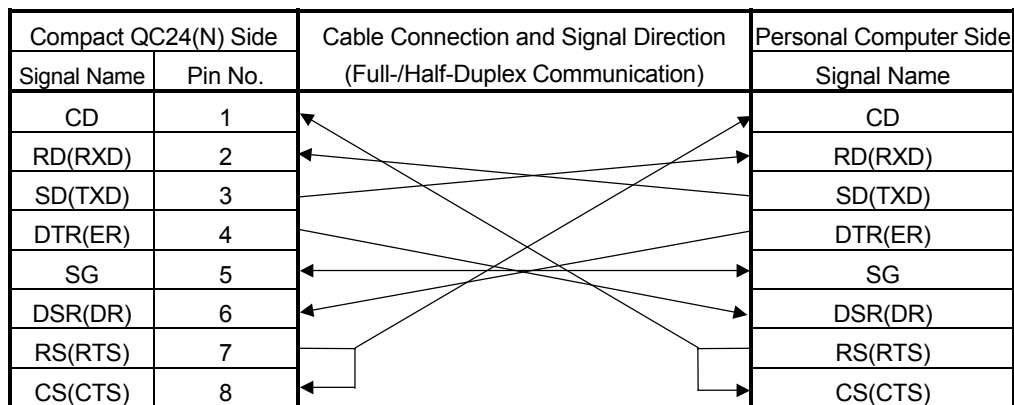 Compact QC24(N) Side Cable Connection and Signal Direction Personal Computer Side
Signal Name Pin No. (Full-/Half-Duplex Communication) Signal Name
CD 1 CD
RD(RXD) 2 RD(RXD)
SD(TXD) 3 SD(TXD)
DTR(ER) 4 DTR(ER)
SG 5 SG
DSR(DR) 6 DSR(DR)
RS(RTS) 7 RS(RTS)
CS(CTS) 8 CS(CTS)